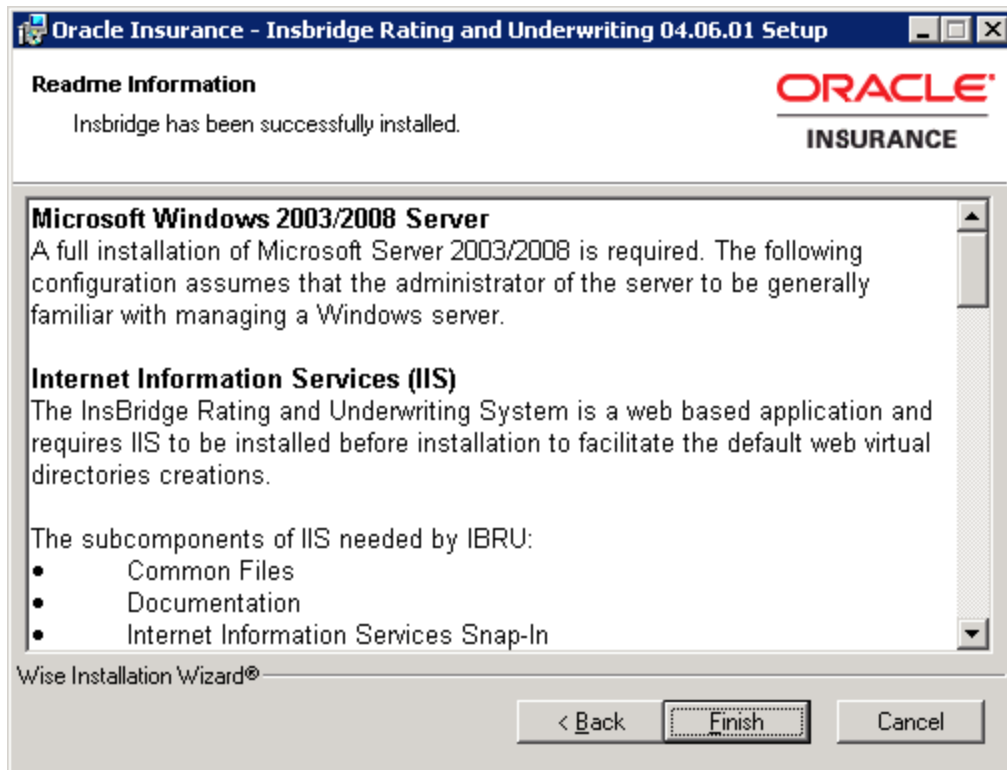 Oracle Insurance - Insbridge Rating and Underwriting 04.06.01 Setup
Readme Information
Insbridge has been successfully installed.
ORACLE
INSURANCE
Microsoft Windows 2003/2008 Server
A full installation of Microsoft Server 2003/2008 is required. The following
configuration assumes that the administrator of the server to be generally
familiar with managing a Windows server.
Internet Information Services (IIS)
The InsBridge Rating and Underwriting System is a web based application and
requires IIS to be installed before installation to facilitate the default web virtual
directories creations.
The subcomponents of IIS needed by IBRU:
• Common Files
• Documentation
• Internet Information Services Snap-In
Wise Installation Wizard®
< Back Finish Cancel